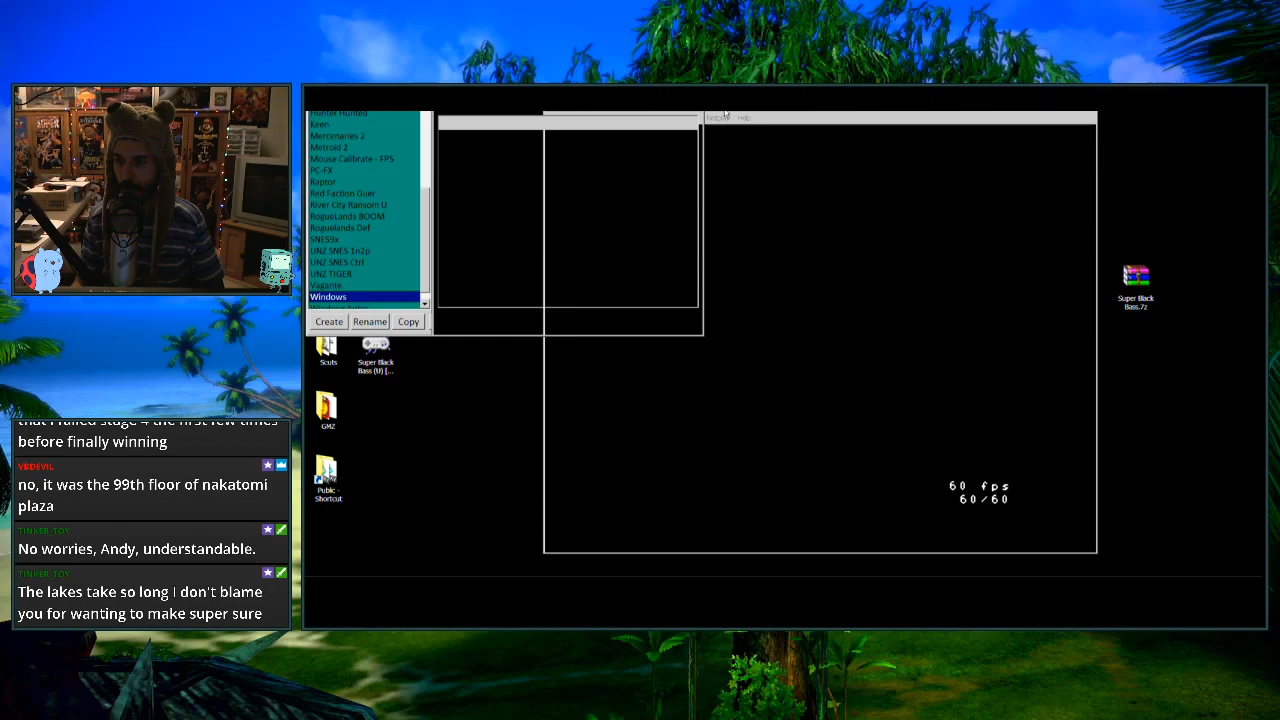 Hunter Hunted
Keen
Mercenaries 2
Metroid 2
Mouse Calibrate - FPS
PC-FX
Raptor
Red Faction Guer
River City Ransom U
RogueLands BOOM
Roguelands Def
SNES9x
UNZ SNES 1n2p
UNZ SNES Ctrl
UNZ TIGER
Vagante
Windows
Create Rename Copy
Netplay Help
Scuts
Super Black
Bass (U) [...
GMZ
Public -
Shortcut
Super Black
Bass.7z
60 fps
60/60
that I failed stage 4 the first few times
before finally winning
VBDEVIL
no, it was the 99th floor of nakatomi
plaza
TINKER_TOY
No worries, Andy, understandable.
TINKER_TOY
The lakes take so long I don't blame
you for wanting to make super sure